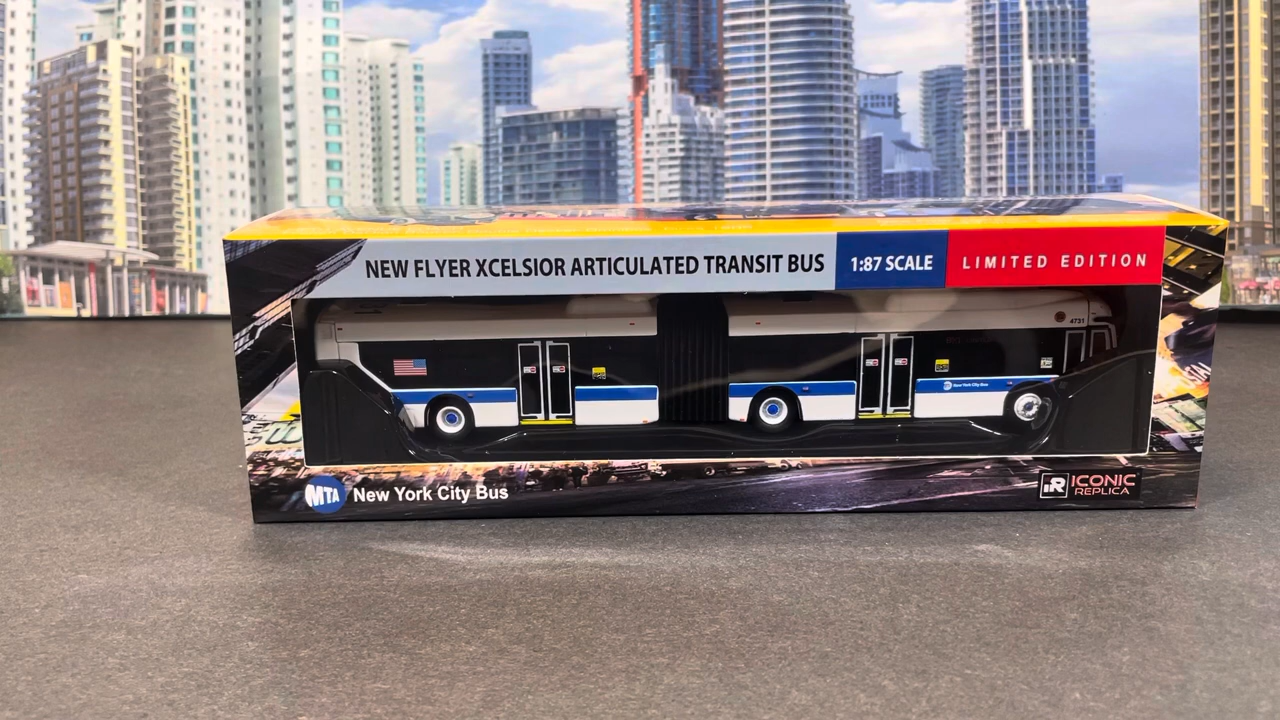 NEW FLYER XCELSIOR ARTICULATED TRANSIT BUS
1:87 SCALE
LIMITED EDITION
4731
New York City Bus
MTA New York City Bus
iR ICONIC
REPLICA